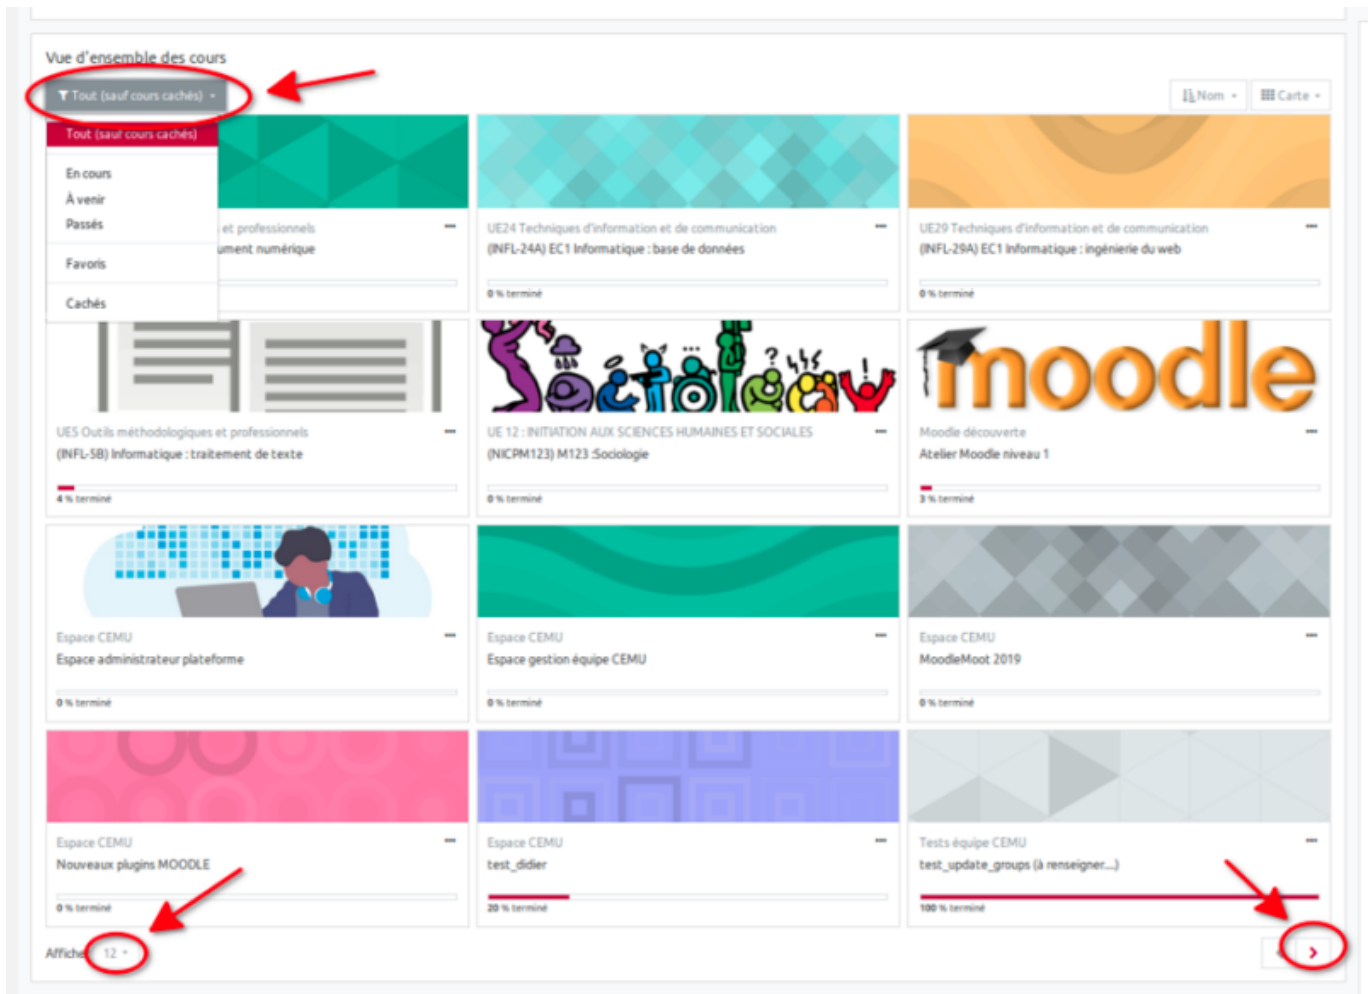 Vue d'ensemble des cours
Tout (sauf cours cachés)
Nom
Carte
Tout (sauf cours cachés)
En cours
À venir
Passés
Favoris
Cachés
et professionnels
ument numérique
UE24 Techniques d'information et de communication
(INFL-24A) EC1 Informatique : base de données
0 % terminé
UE29 Techniques d'information et de communication
(INFL-29A) EC1 Informatique : ingénierie du web
0 % terminé
UE5 Outils méthodologiques et professionnels
(INFL-5B) Informatique : traitement de texte
4 % terminé
Sociology
UE 12 : INITIATION AUX SCIENCES HUMAINES ET SOCIALES
(NICPM123) M123 :Sociologie
0 % terminé
moodle
Moodle découverte
Atelier Moodle niveau 1
3 % terminé
Espace CEMU
Espace administrateur plateforme
0 % terminé
Espace CEMU
Espace gestion équipe CEMU
0 % terminé
Espace CEMU
MoodleMoot 2019
0 % terminé
Espace CEMU
Nouveaux plugins MOODLE
0 % terminé
Espace CEMU
test_didier
20 % terminé
Tests équipe CEMU
test_update_groups (à renseigner....)
100 % terminé
Affiche 12